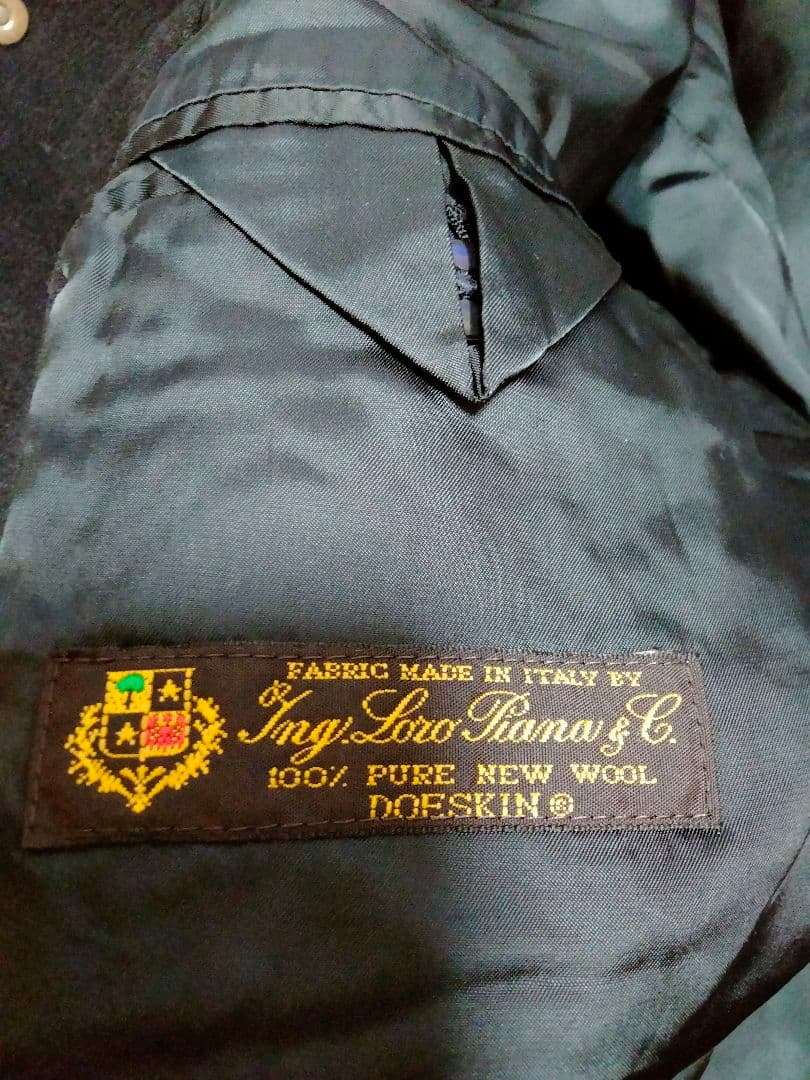 FABRIC MADE IN ITALY BY
Ing. Loro Piana & C.
100% PURE NEW WOOL
DOESKIN®